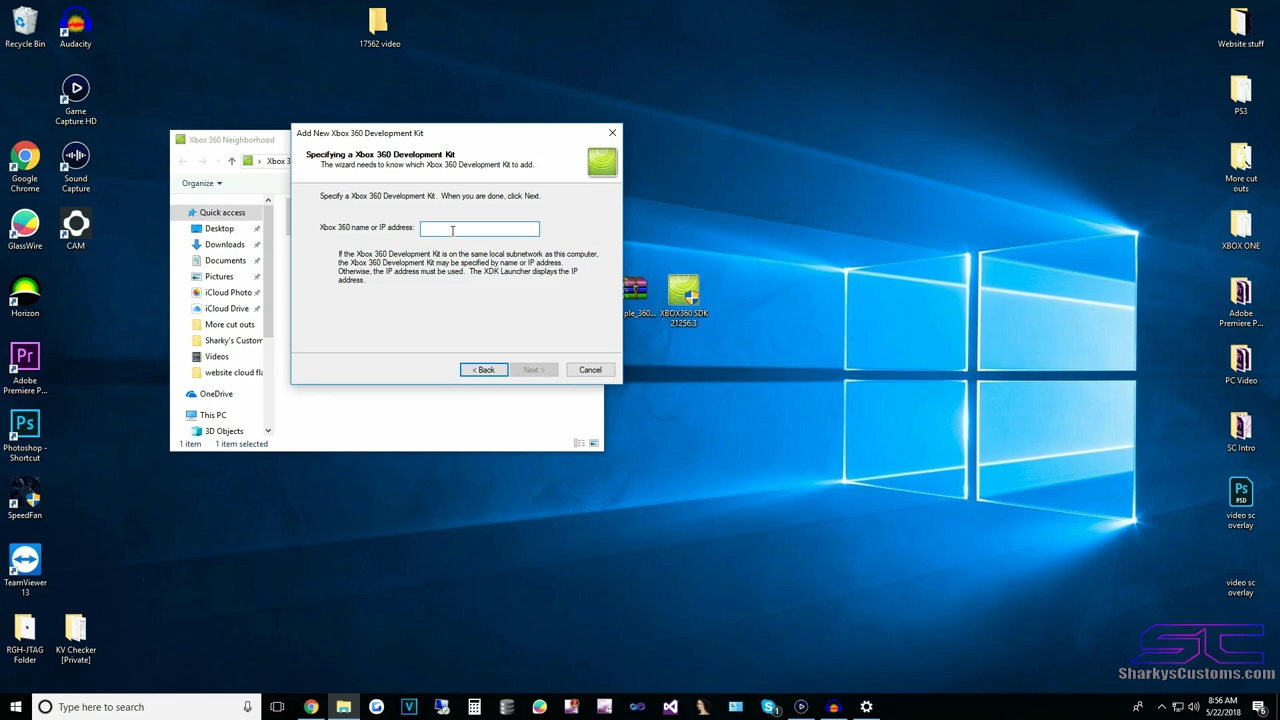 Recycle Bin
Audacity
17562 video
Website stuff
Game
Capture HD
PS3
Google
Chrome
Sound
Capture
More cut
outs
GlassWire
CAM
XBOX ONE
Horizon
Adobe
Premiere P...
Adobe
Premiere P...
PC Video
Photoshop -
Shortcut
SC Intro
SpeedFan
Ps
PSD
video sc
overlay
TeamViewer
13
video sc
overlay
RGH-JTAG
Folder
KV Checker
[Private]
Xbox 360 Neighborhood
Xbox 3
Organize
Quick access
Desktop
Downloads
Documents
Pictures
iCloud Photo
iCloud Drive
More cut outs
Sharky's Custom
Videos
website cloud fla
OneDrive
This PC
3D Objects
1 item
1 item selected
Add New Xbox 360 Development Kit
Specifying a Xbox 360 Development Kit
The wizard needs to know which Xbox 360 Development Kit to add.
Specify a Xbox 360 Development Kit. When you are done, click Next.
Xbox 360 name or IP address:
If the Xbox 360 Development Kit is on the same local subnetwork as this computer,
the Xbox 360 Development Kit may be specified by name or IP address.
Otherwise, the IP address must be used. The XDK Launcher displays the IP
address.
< Back
Next >
Cancel
ple_360...
XBOX360 SDK
21256.3
SC
SharkysCustoms.com
Type here to search
8:56 AM
5/22/2018